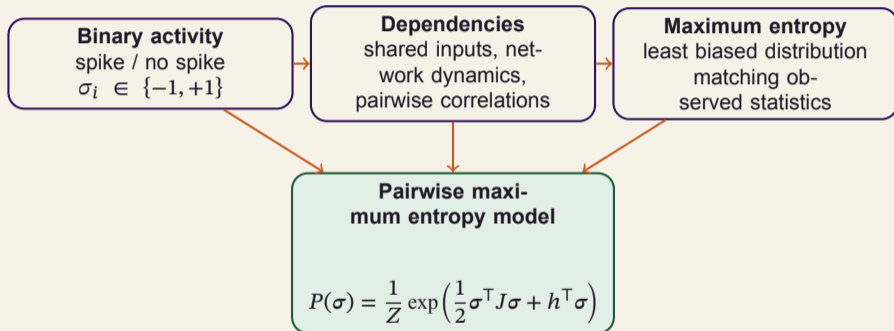 Binary activity
spike / no spike
σᵢ ∈ {−1, +1}
Dependencies
shared inputs, net-
work dynamics,
pairwise correlations
Maximum entropy
least biased distribution
matching ob-
served statistics
Pairwise maxi-
mum entropy model
P(σ) = 1/Z exp(1/2 σ⊤Jσ + h⊤σ)